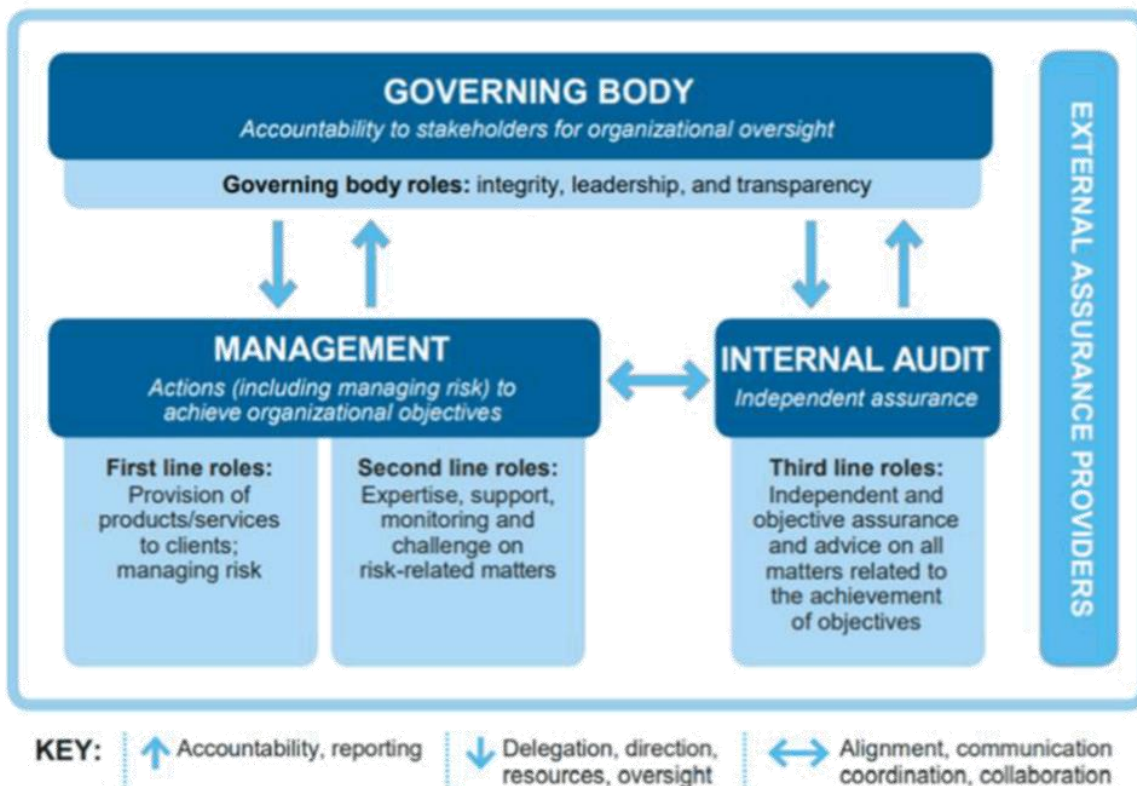 GOVERNING BODY
Accountability to stakeholders for organizational oversight
Governing body roles: integrity, leadership, and transparency
MANAGEMENT
Actions (including managing risk) to
achieve organizational objectives
First line roles:
Provision of
products/services
to clients;
managing risk
Second line roles:
Expertise, support,
monitoring and
challenge on
risk-related matters
INTERNAL AUDIT
Independent assurance
Third line roles:
Independent and
objective assurance
and advice on all
matters related to
the achievement
of objectives
EXTERNAL ASSURANCE PROVIDERS
KEY:
Accountability, reporting
Delegation, direction,
resources, oversight
Alignment, communication
coordination, collaboration